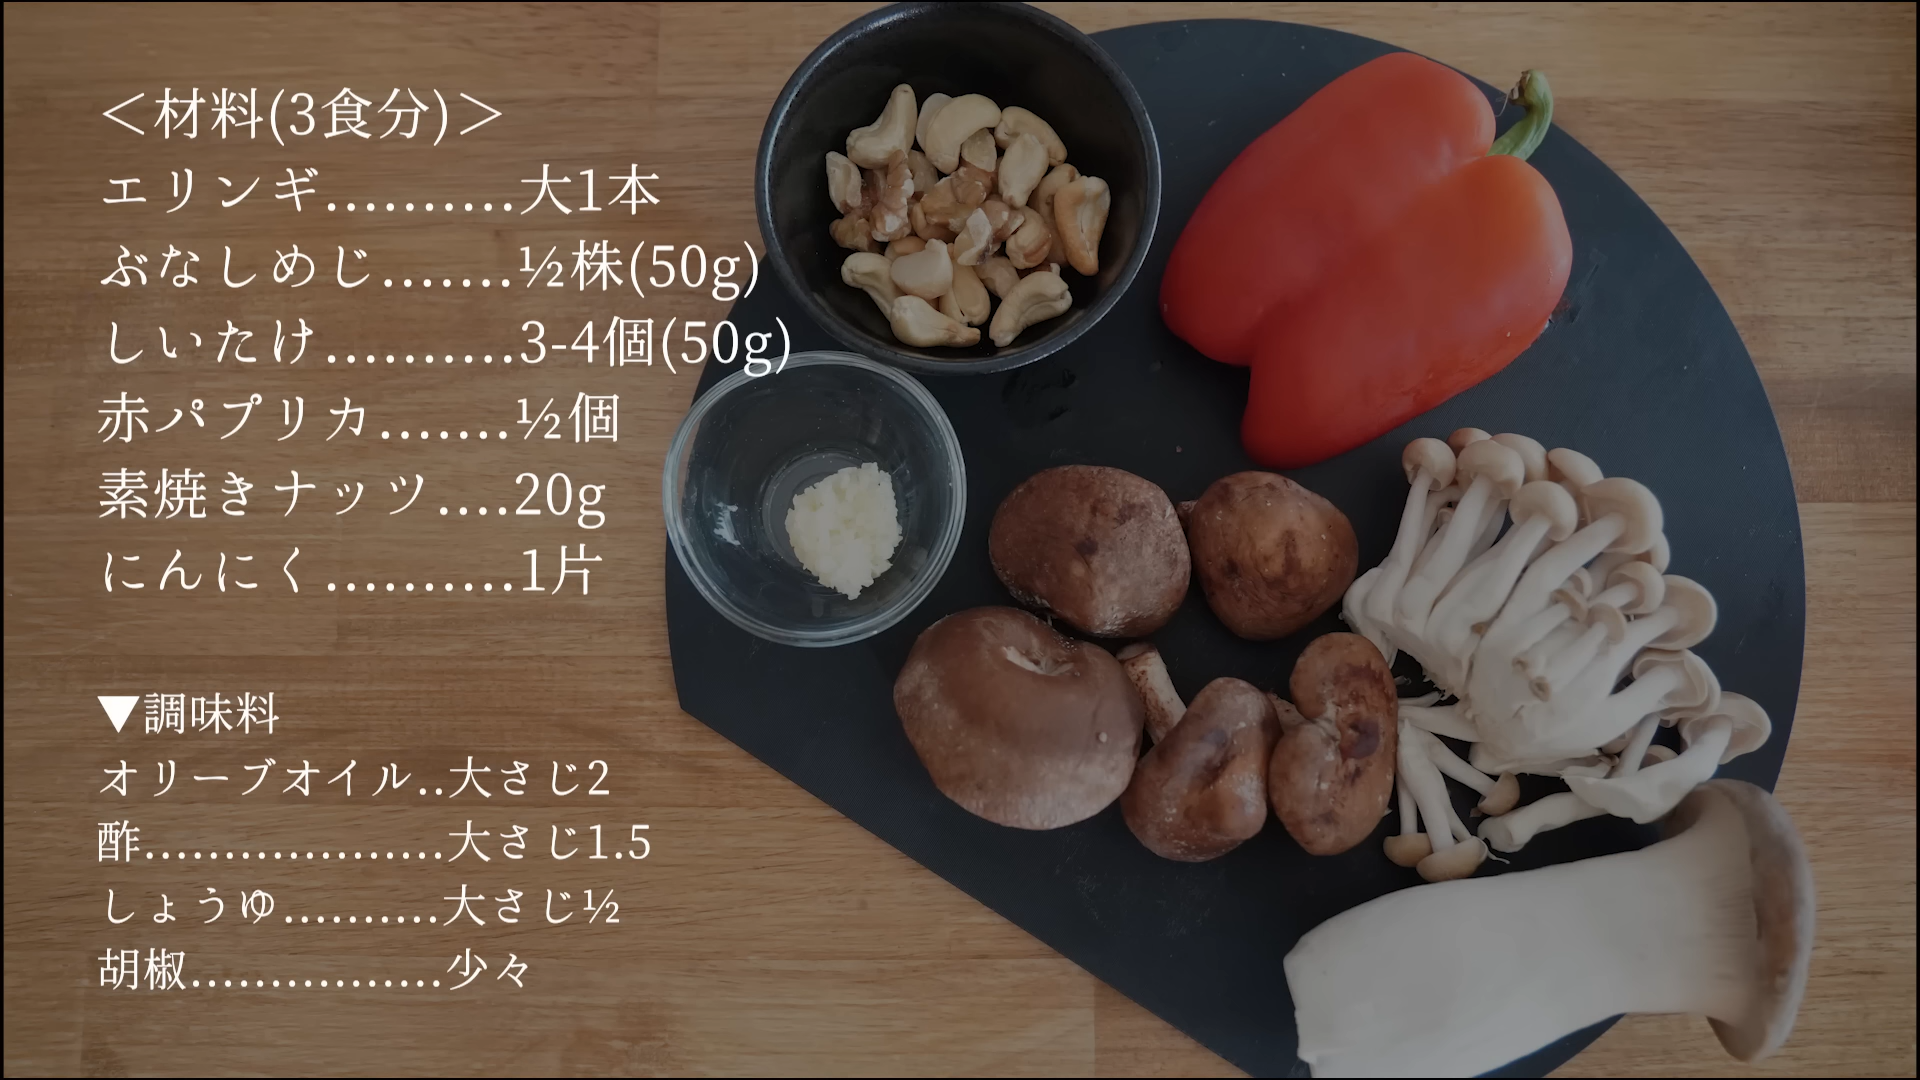 ＜材料(3食分)＞
エリンギ..........大1本
ぶなしめじ.......½株(50g)
しいたけ..........3-4個(50g)
赤パプリカ.......½個
素焼きナッツ....20g
にんにく..........1片
▼調味料
オリーブオイル..大さじ2
酢...................大さじ1.5
しょうゆ..........大さじ½
胡椒................少々